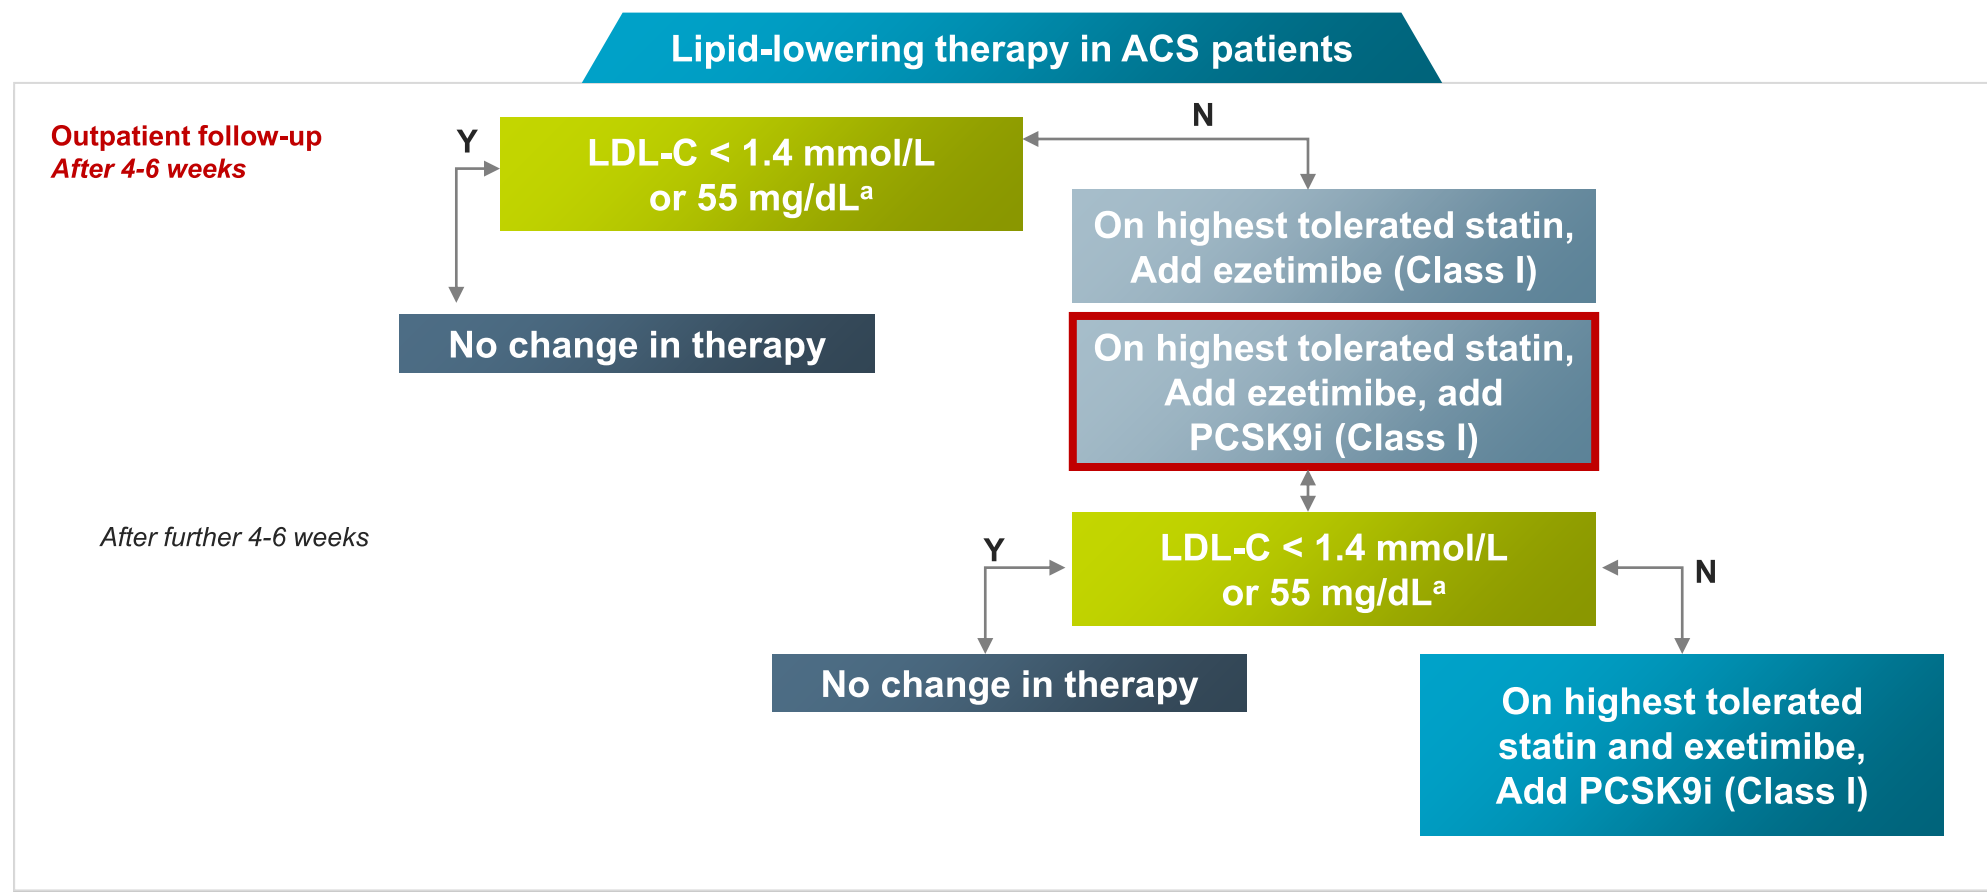 Lipid-lowering therapy in ACS patients
Outpatient follow-up
After 4-6 weeks
Y
LDL-C < 1.4 mmol/L
or 55 mg/dLᵃ
N
On highest tolerated statin,
Add ezetimibe (Class I)
No change in therapy
On highest tolerated statin,
Add ezetimibe, add
PCSK9i (Class I)
After further 4-6 weeks
Y
LDL-C < 1.4 mmol/L
or 55 mg/dLᵃ
N
No change in therapy
On highest tolerated
statin and exetimibe,
Add PCSK9i (Class I)